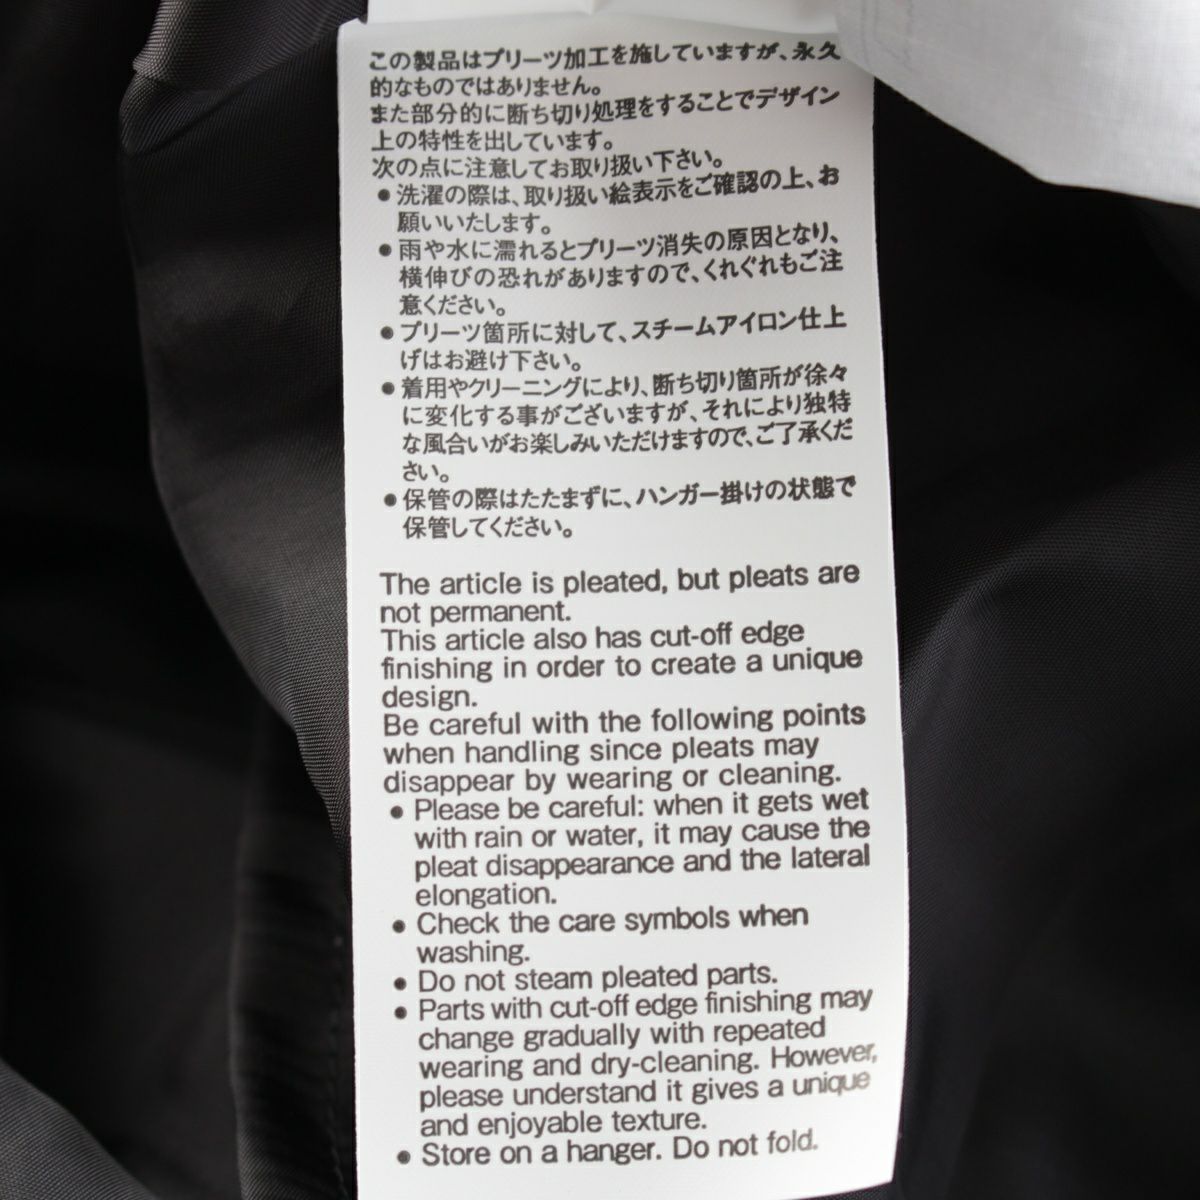 この製品はプリーツ加工を施していますが、永久
的なものではありません。
また部分的に断ち切り処理をすることでデザイン
上の特性を出しています。
次の点に注意してお取り扱い下さい。
●洗濯の際は、取り扱い絵表示をご確認の上、お
願いいたします。
●雨や水に濡れるとプリーツ消失の原因となり、
横伸びの恐れがありますので、くれぐれもご注
意ください。
●プリーツ箇所に対して、スチームアイロン仕上
げはお避け下さい。
●着用やクリーニングにより、断ち切り箇所が徐々
に変化する事がございますが、それにより独特
な風合いがお楽しみいただけますので、ご了承くだ
さい。
●保管の際はたたまずに、ハンガー掛けの状態で
保管してください。
The article is pleated, but pleats are
not permanent.
This article also has cut-off edge
finishing in order to create a unique
design.
Be careful with the following points
when handling since pleats may
disappear by wearing or cleaning.
● Please be careful: when it gets wet
with rain or water, it may cause the
pleat disappearance and the lateral
elongation.
● Check the care symbols when
washing.
● Do not steam pleated parts.
● Parts with cut-off edge finishing may
change gradually with repeated
wearing and dry-cleaning. However,
please understand it gives a unique
and enjoyable texture.
● Store on a hanger. Do not fold.